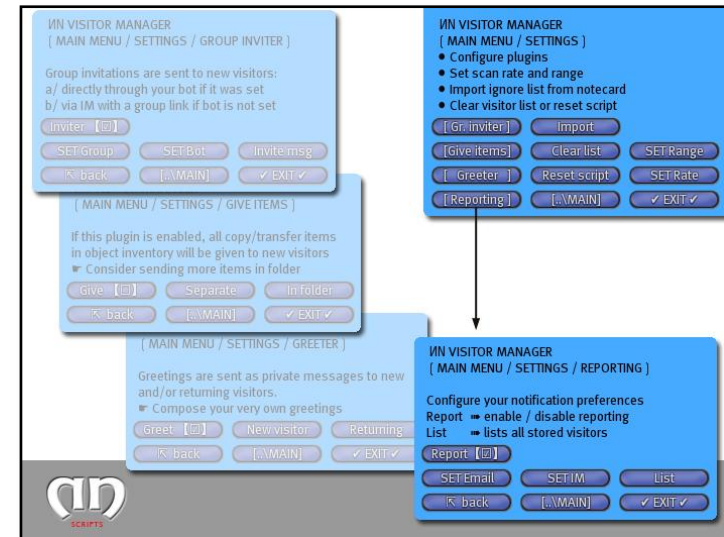 ИN VISITOR MANAGER
[ MAIN MENU / SETTINGS / GROUP INVITER ]
Group invitations are sent to new visitors:
a/ directly through your bot if it was set
b/ via IM with a group link if bot is not set
Inviter 【☑】
SET Group SET Bot Invite msg
⇱ back [..\MAIN] ✓ EXIT ✓
[ MAIN MENU / SETTINGS / GIVE ITEMS ]
If this plugin is enabled, all copy/transfer items
in object inventory will be given to new visitors
☛ Consider sending more items in folder
Give 【☑】 Separate In folder
⇱ back [..\MAIN] ✓ EXIT ✓
[ MAIN MENU / SETTINGS / GREETER ]
Greetings are sent as private messages to new
and/or returning visitors.
☛ Compose your very own greetings
Greet 【☑】 New visitor Returning
⇱ back [..\MAIN] ✓ EXIT ✓
ИN VISITOR MANAGER
[ MAIN MENU / SETTINGS ]
● Configure plugins
● Set scan rate and range
● Import ignore list from notecard
● Clear visitor list or reset script
[ Gr. inviter ] Import
[Give items] Clear list SET Range
[ Greeter ] Reset script SET Rate
[ Reporting ] [..\MAIN] ✓ EXIT ✓
ИN VISITOR MANAGER
[ MAIN MENU / SETTINGS / REPORTING ]
Configure your notification preferences
Report ➠ enable / disable reporting
List ➠ lists all stored visitors
Report 【☑】
SET Email SET IM List
⇱ back [..\MAIN] ✓ EXIT ✓
SCRIPTS